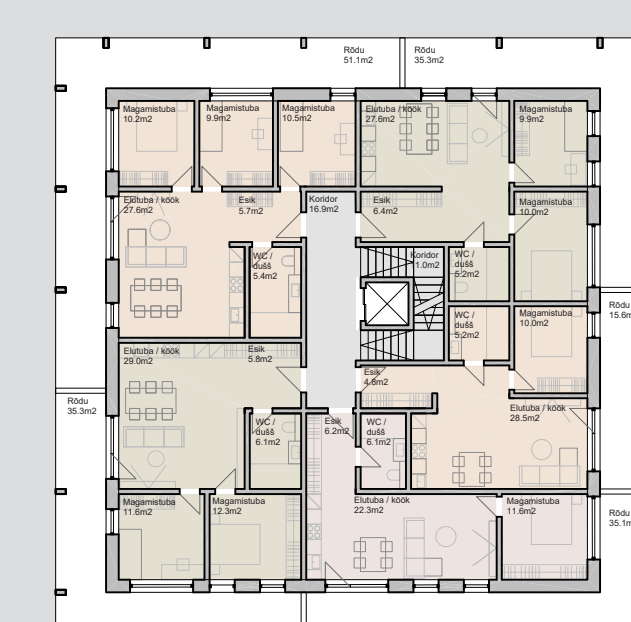 Rõdu
51.1m2
Rõdu
35.3m2
Magamistuba
10.2m2
Magamistuba
9.9m2
Magamistuba
10.5m2
Elutuba / köök
27.6m2
Magamistuba
9.9m2
Elutuba / köök
27.6m2
Esik
5.7m2
Koridor
16.9m2
Esik
6.4m2
Magamistuba
10.0m2
WC /
dušš
5.4m2
Koridor
1.0m2
WC /
dušš
5.2m2
Rõdu
15.6m
WC /
dušš
5.2m2
Magamistuba
10.0m2
Elutuba / köök
29.0m2
Esik
5.8m2
Esik
4.8m2
Rõdu
35.3m2
WC /
dušš
6.1m2
Esik
6.2m2
WC /
dušš
6.1m2
Elutuba / köök
28.5m2
Magamistuba
11.6m2
Magamistuba
12.3m2
Elutuba / köök
22.3m2
Magamistuba
11.6m2
Rõdu
35.1m